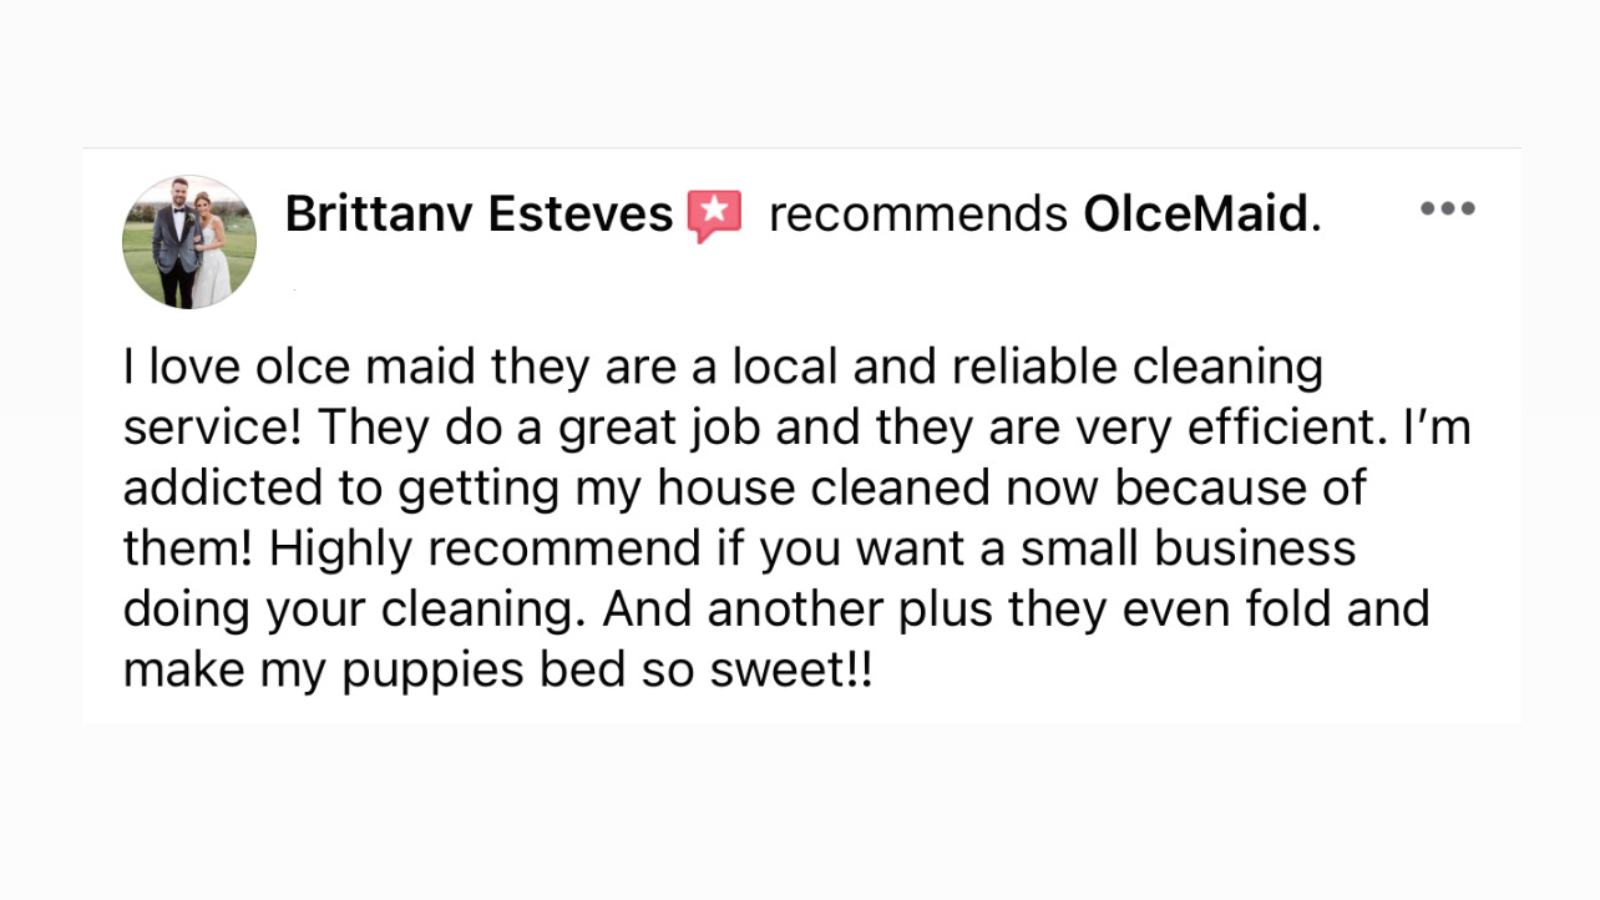 Brittany Esteves recommends OlceMaid.
I love olce maid they are a local and reliable cleaning
service! They do a great job and they are very efficient. I’m
addicted to getting my house cleaned now because of
them! Highly recommend if you want a small business
doing your cleaning. And another plus they even fold and
make my puppies bed so sweet!!